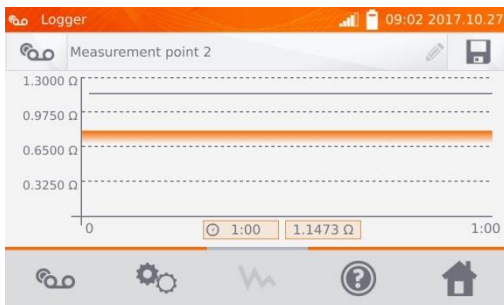 Logger 09:02 2017.10.27
Measurement point 2
1.3000 Ω
0.9750 Ω
0.6500 Ω
0.3250 Ω
0 1:00 1.1473 Ω 1:00